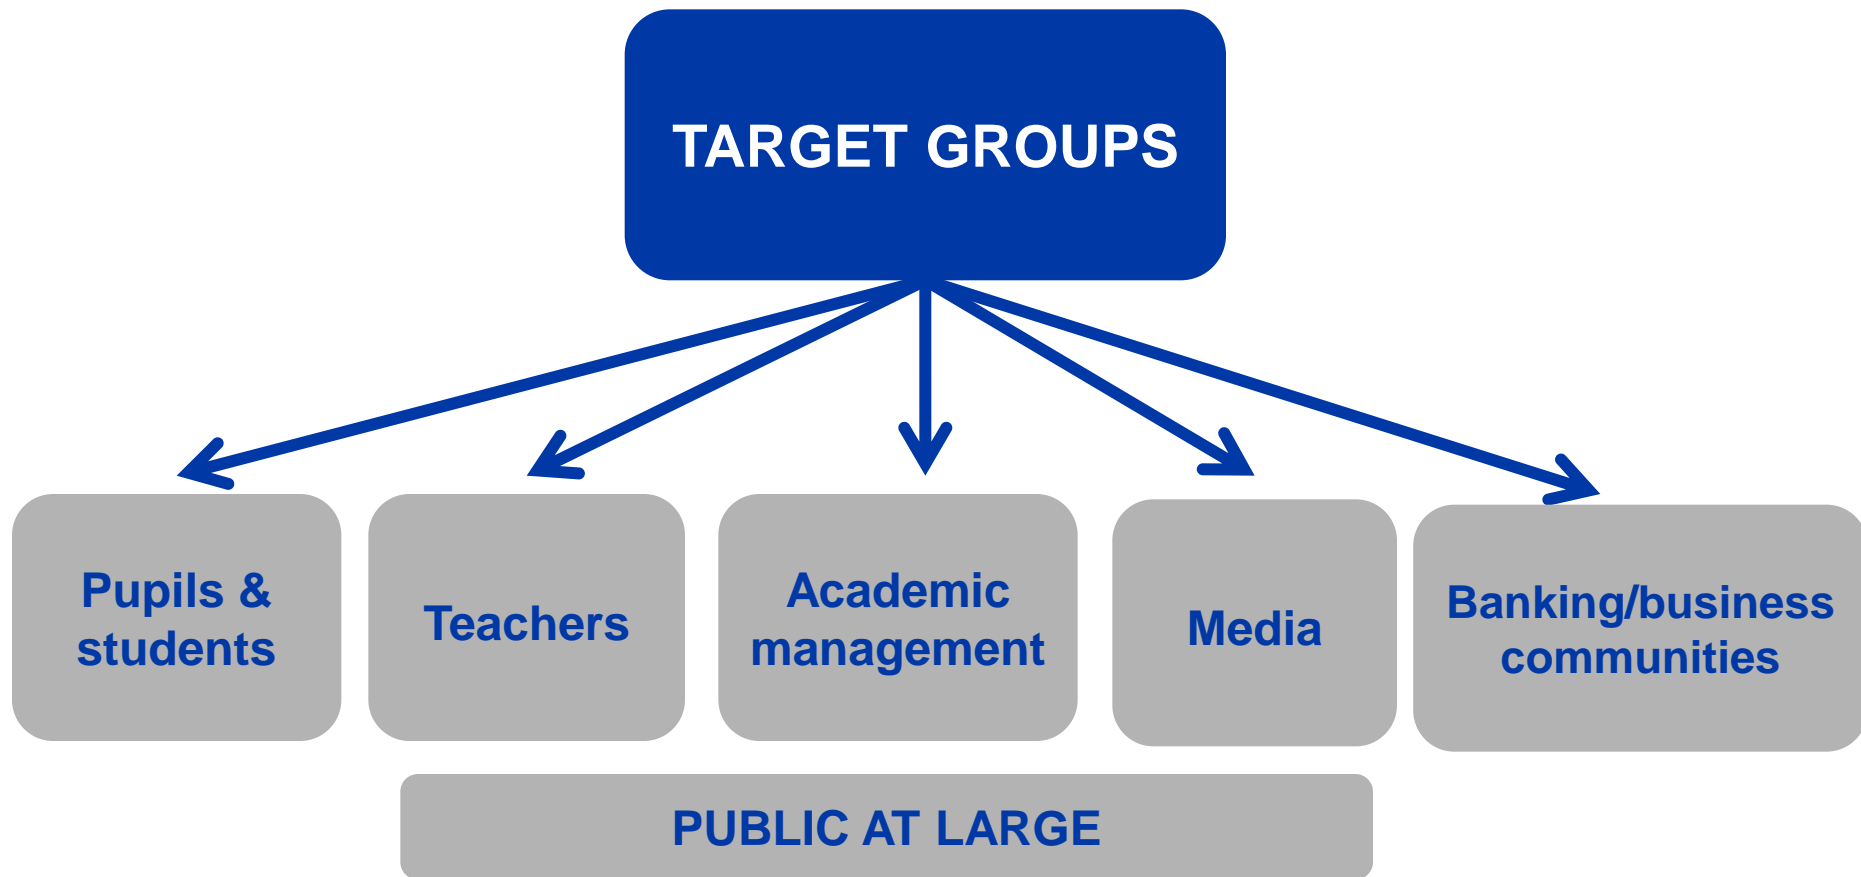 TARGET GROUPS
Pupils &
students
Teachers
Academic
management
Media
Banking/business
communities
PUBLIC AT LARGE